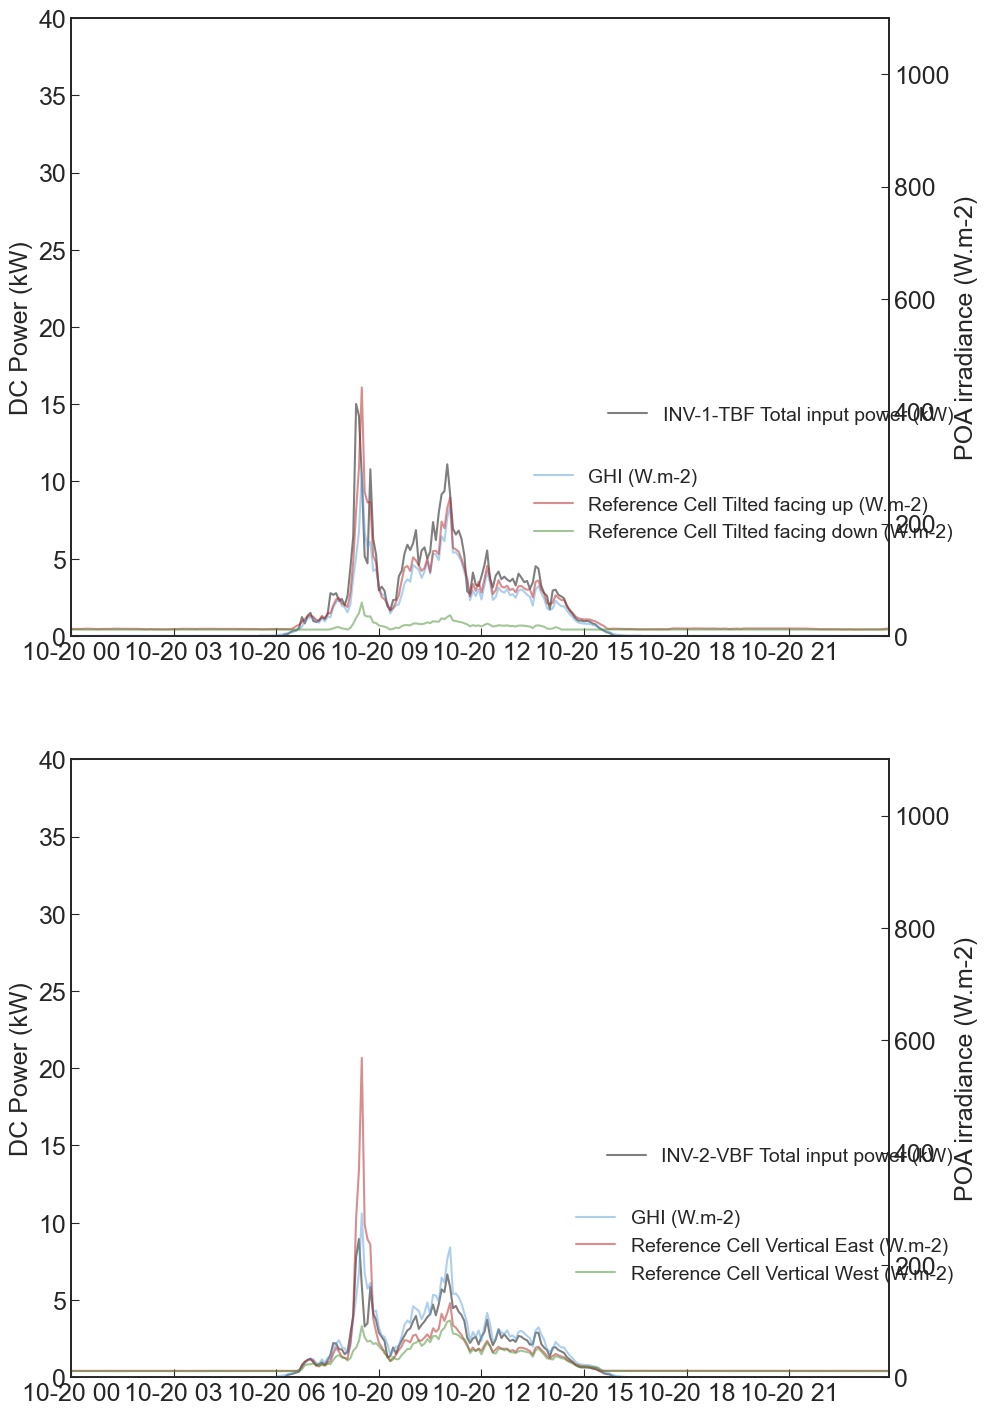 40
35
30
25
20
15
10
5
0
DC Power (kW)
1000
800
600
400
200
0
POA irradiance (W.m-2)
INV-1-TBF Total input power (kW)
GHI (W.m-2)
Reference Cell Tilted facing up (W.m-2)
Reference Cell Tilted facing down (W.m-2)
10-20 00 10-20 03 10-20 06 10-20 09 10-20 12 10-20 15 10-20 18 10-20 21
40
35
30
25
20
15
10
5
0
DC Power (kW)
1000
800
600
400
200
0
POA irradiance (W.m-2)
INV-2-VBF Total input power (kW)
GHI (W.m-2)
Reference Cell Vertical East (W.m-2)
Reference Cell Vertical West (W.m-2)
10-20 00 10-20 03 10-20 06 10-20 09 10-20 12 10-20 15 10-20 18 10-20 21